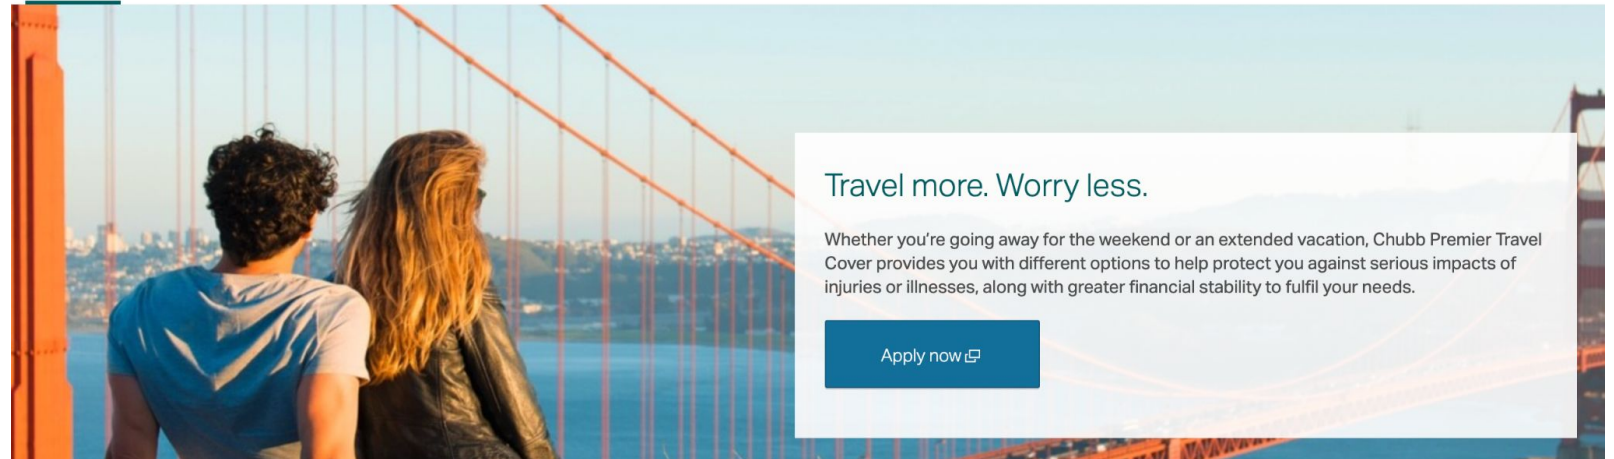 Travel more. Worry less.
Whether you’re going away for the weekend or an extended vacation, Chubb Premier Travel
Cover provides you with different options to help protect you against serious impacts of
injuries or illnesses, along with greater financial stability to fulfil your needs.
Apply now